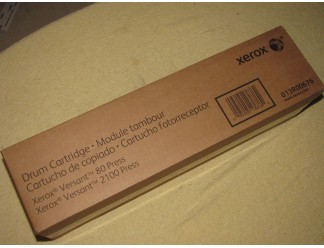 xerox
013R00676
Drum Cartridge • Module tambour
Cartucho de copiado • Cartucho fotorreceptor
Xerox® Versant™ 80 Press
Xerox® Versant™ 2100 Press